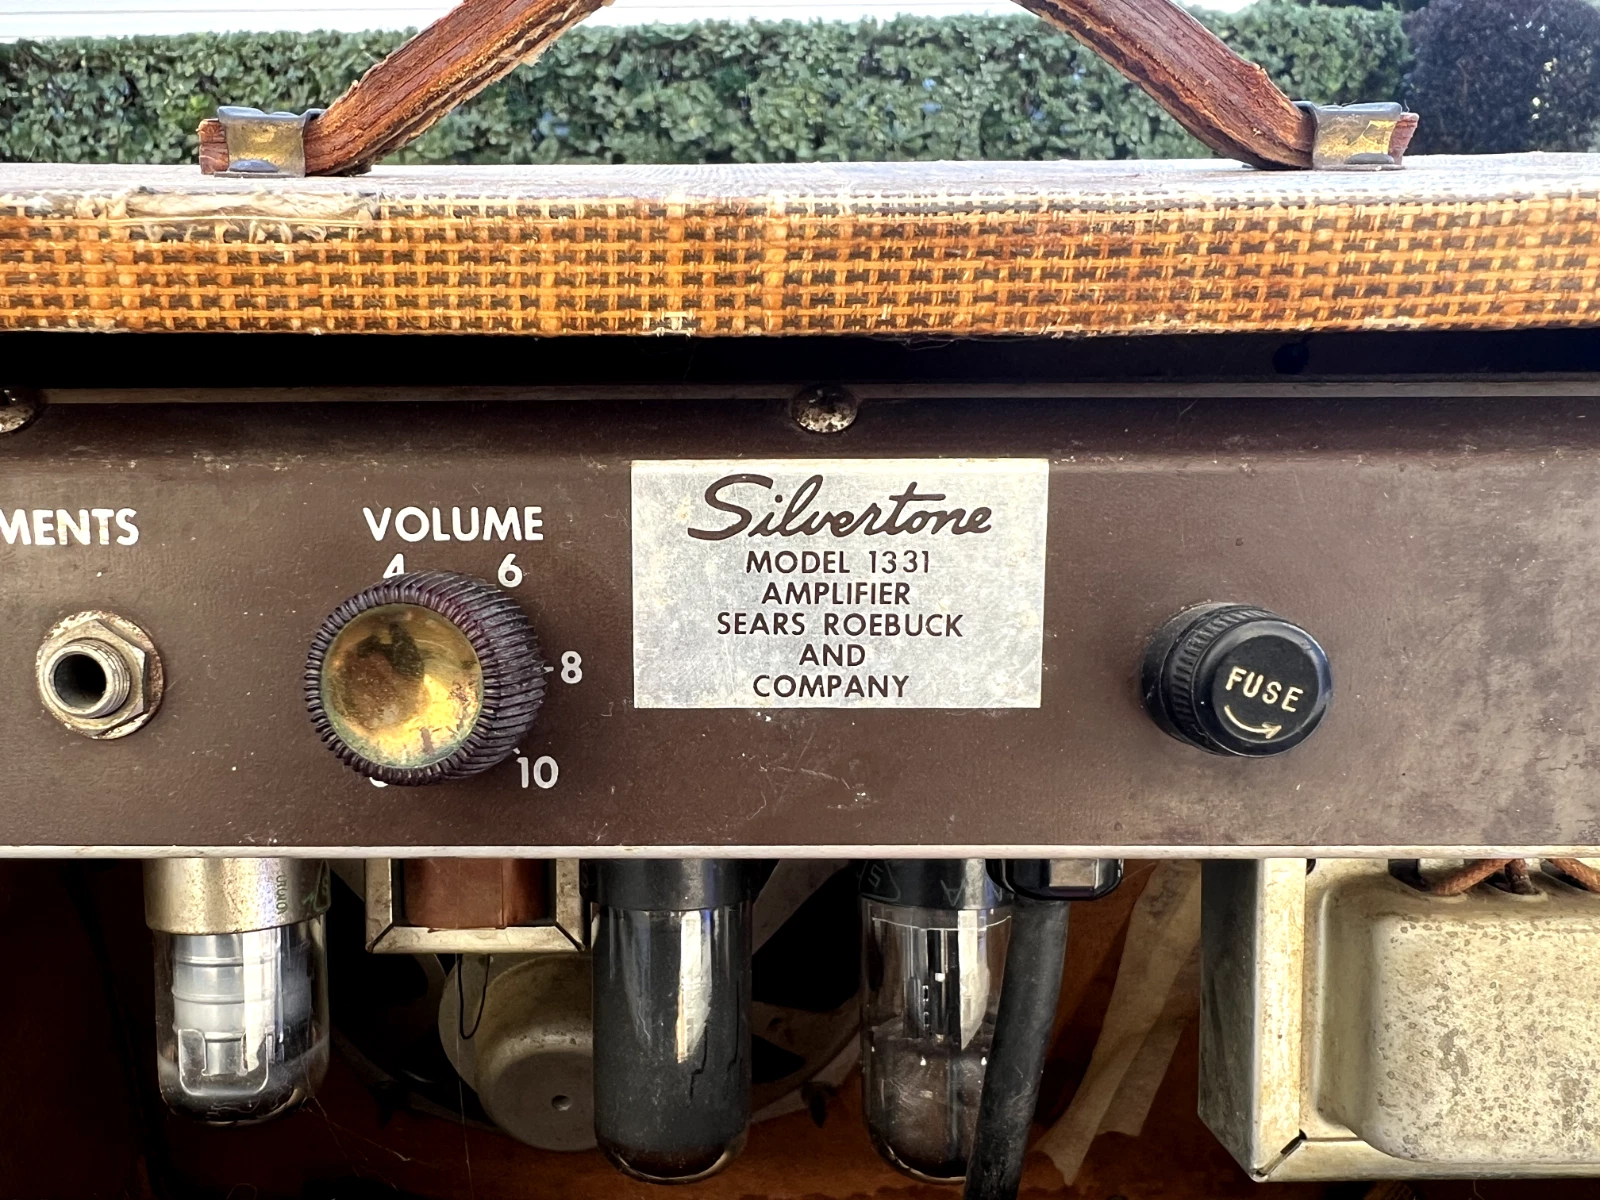 MENTS
VOLUME
4 6
8
10
Silvertone
MODEL 1331
AMPLIFIER
SEARS ROEBUCK
AND
COMPANY
FUSE